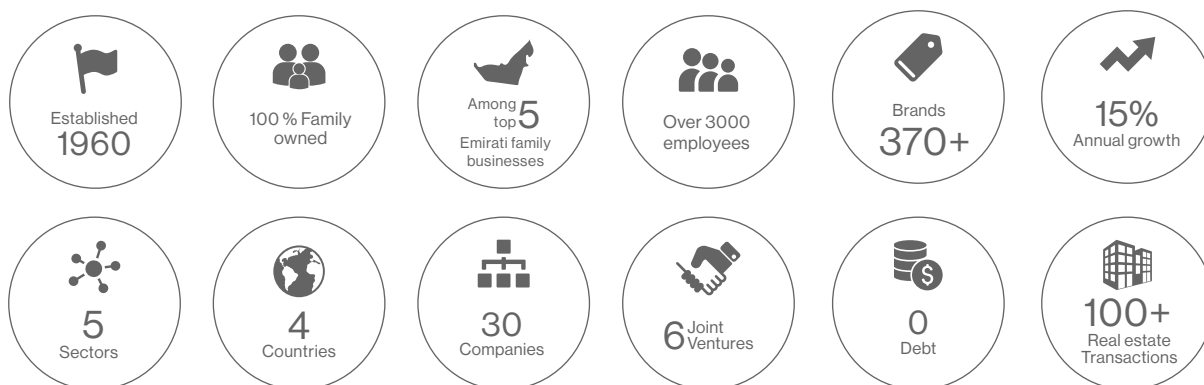 Established
1960
100 % Family
owned
Among
top 5
Emirati family
businesses
Over 3000
employees
Brands
370+
15%
Annual growth
5
Sectors
4
Countries
30
Companies
6 Joint
Ventures
$
0
Debt
100+
Real estate
Transactions